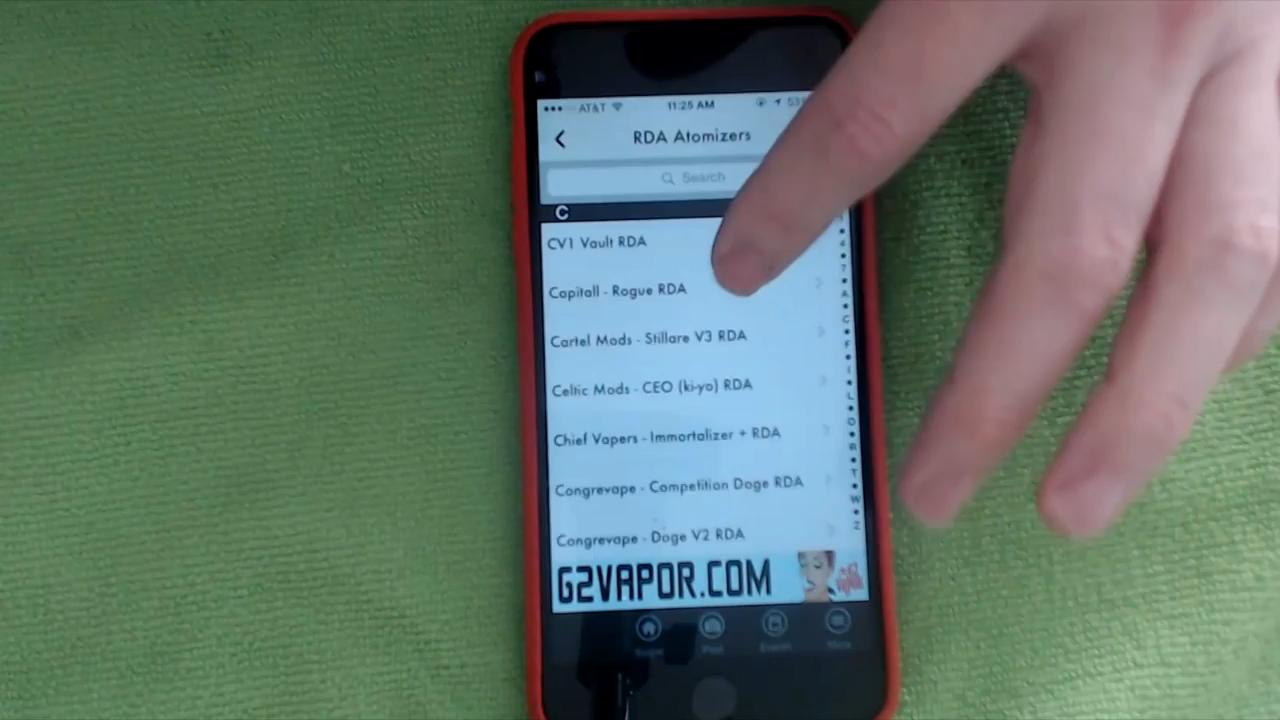 AT&T 11:25 AM
RDA Atomizers
Search
C
CV1 Vault RDA
Capitall - Rogue RDA
Cartel Mods - Stillare V3 RDA
Celtic Mods - CEO (ki-yo) RDA
Chief Vapers - Immortalizer + RDA
Congrevape - Competition Doge RDA
Congrevape - Doge V2 RDA
G2VAPOR.COM
4
7
A
C
F
I
L
O
R
T
W
Z